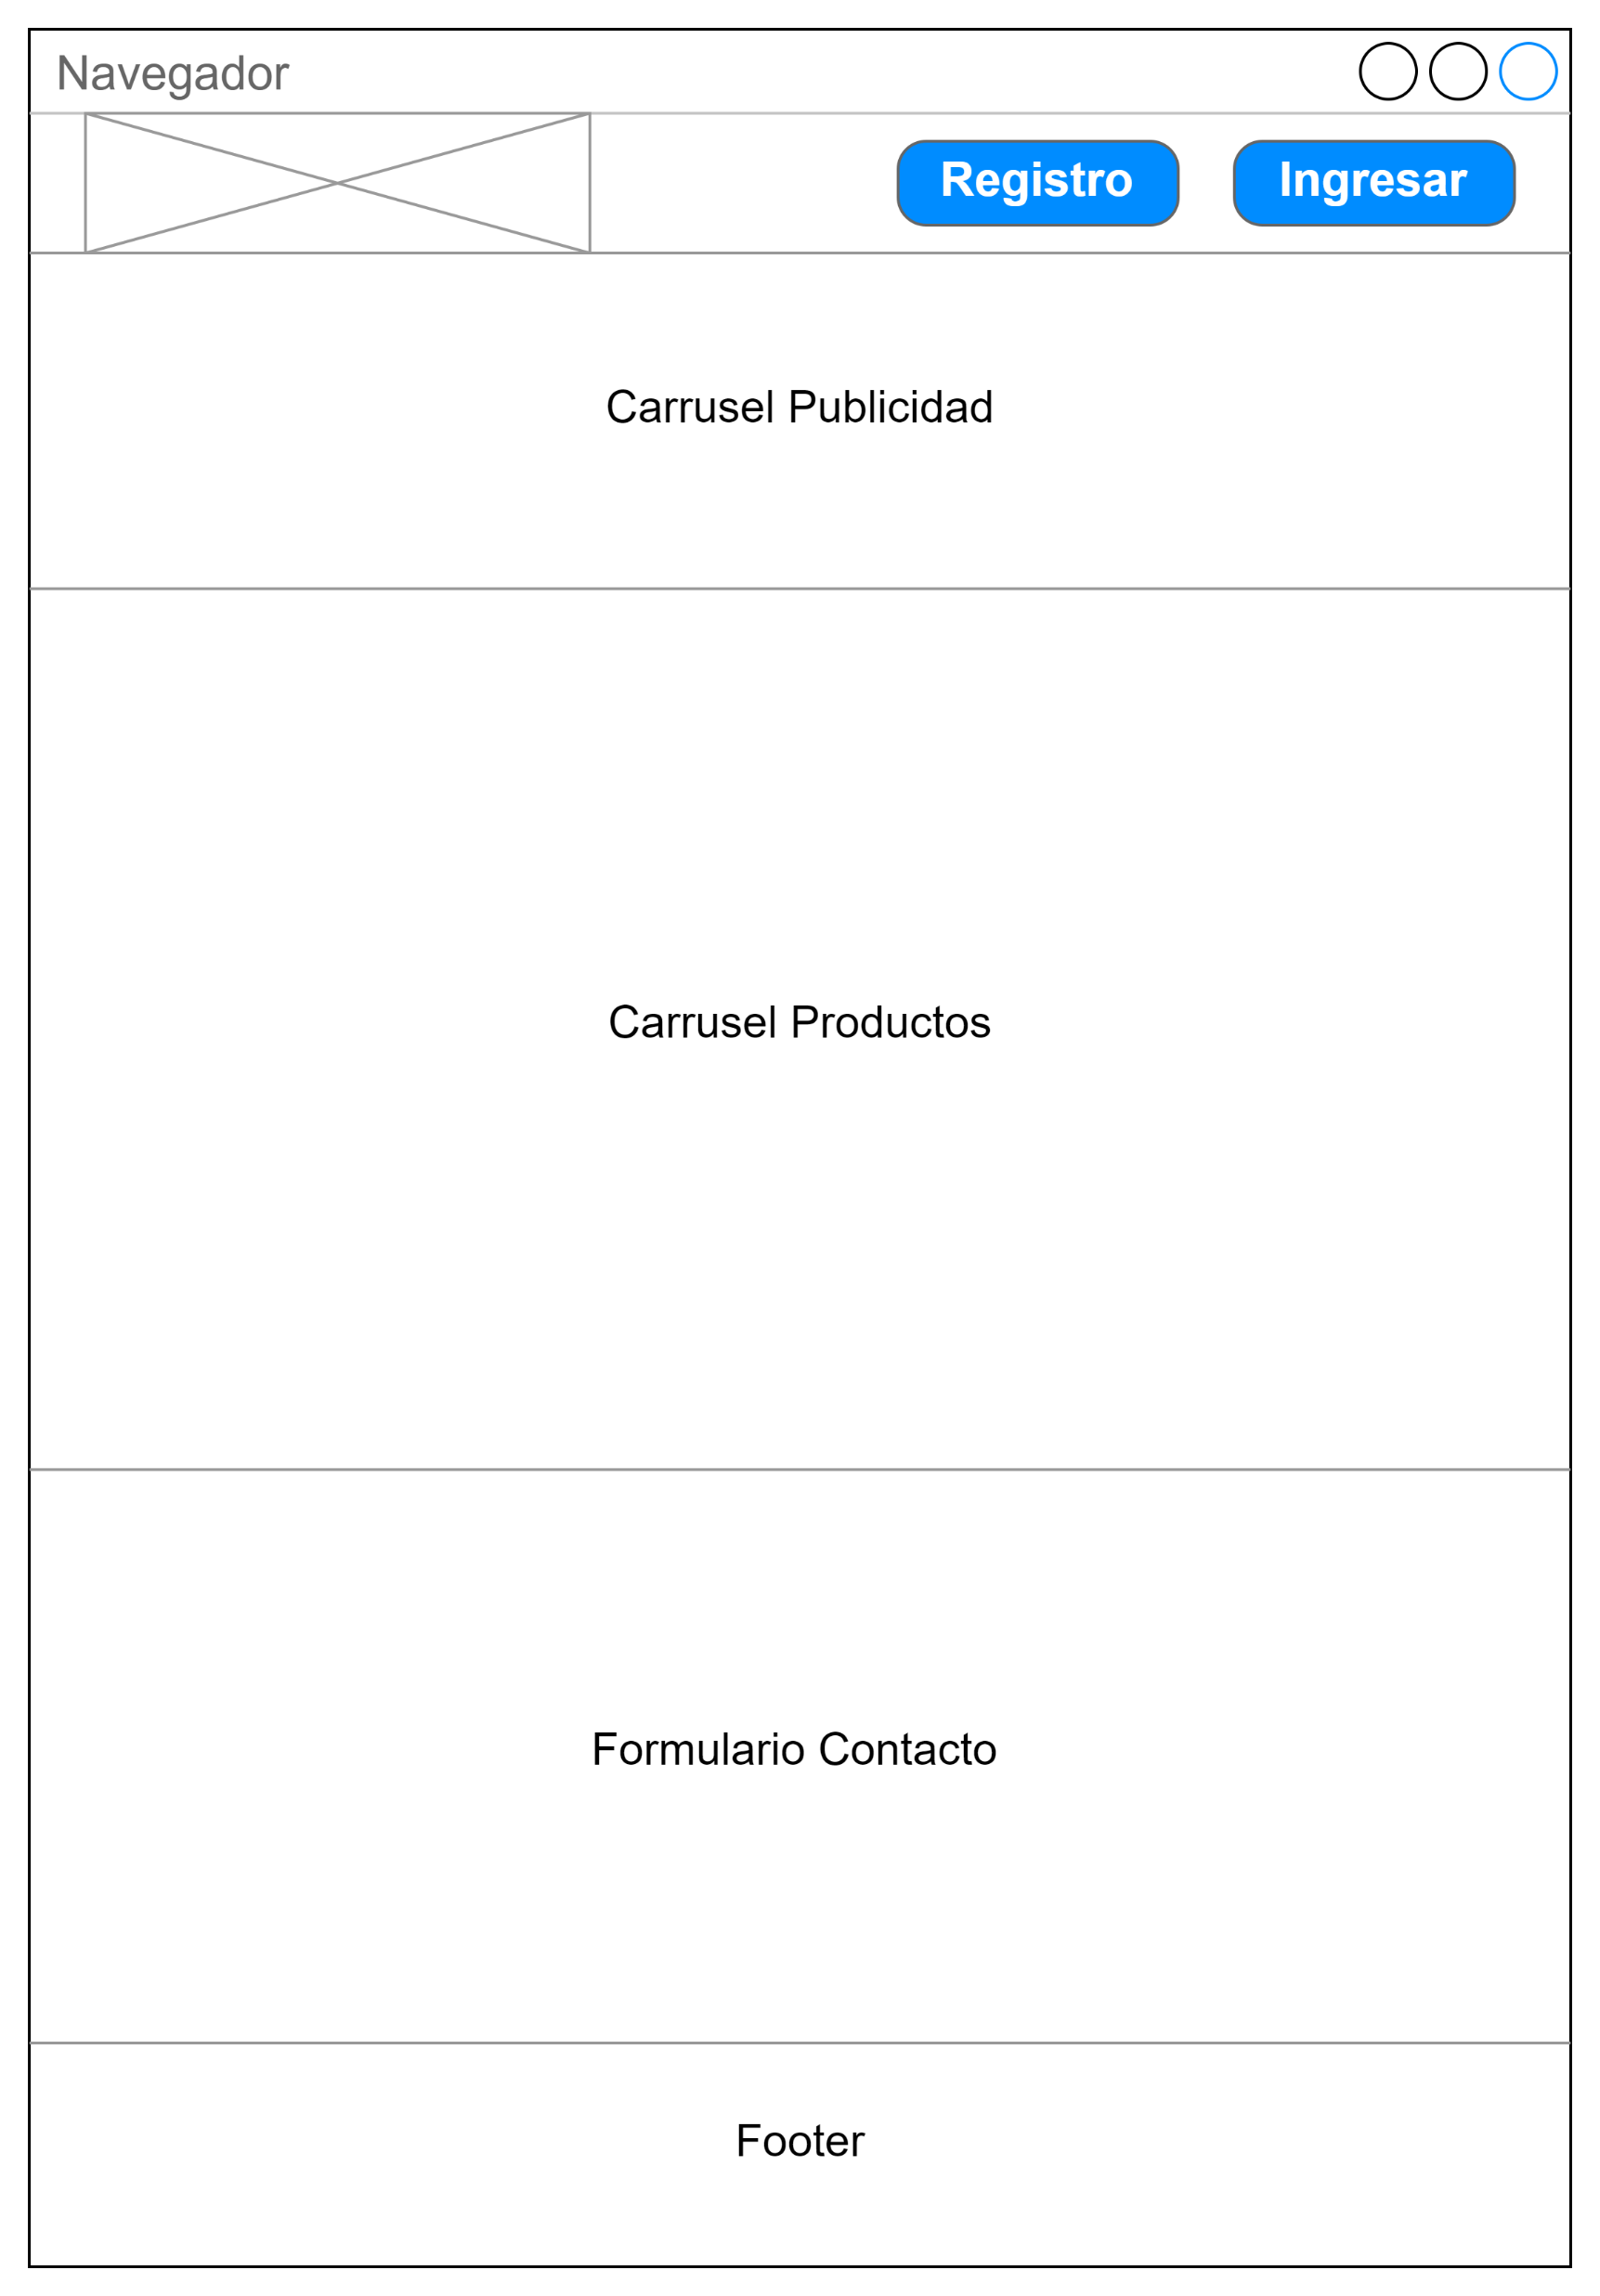 Navegador
Registro
Ingresar
Carrusel Publicidad
Carrusel Productos
Formulario Contacto
Footer